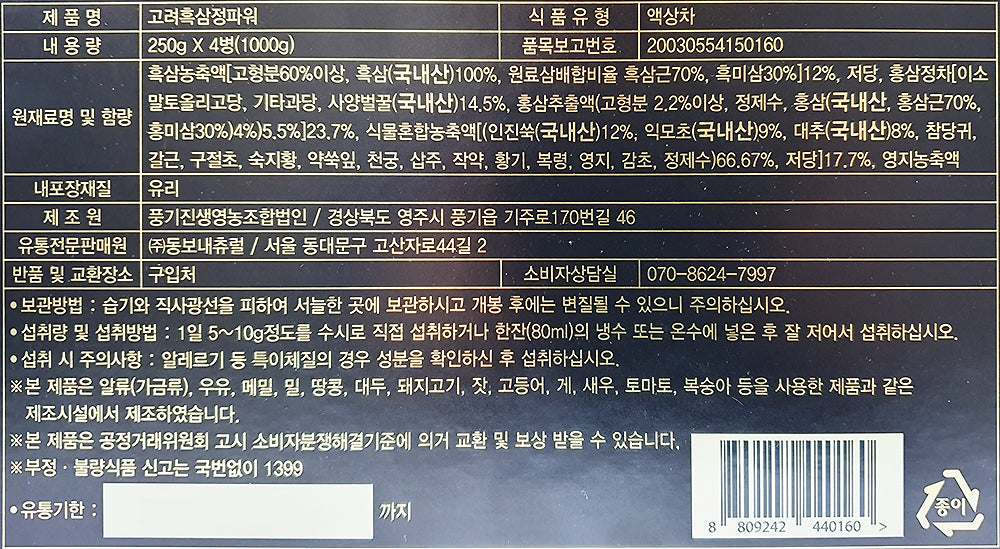 제 품 명 고려흑삼정파워 식 품 유 형 액상차
내 용 량 250g X 4병(1000g) 품목보고번호 20030554150160
원재료명 및 함량
흑삼농축액[고형분60%이상, 흑삼(국내산)100%, 원료삼배합비율 흑삼근70%, 흑미삼30%]12%, 저당, 홍삼정차[이소
말토올리고당, 기타과당, 사양벌꿀(국내산)14.5%, 홍삼추출액(고형분 2.2%이상, 정제수, 홍삼(국내산, 홍삼근70%,
홍미삼30%)4%)5.5%]23.7%, 식물혼합농축액[(인진쑥(국내산)12%, 익모초(국내산)9%, 대추(국내산)8%, 참당귀,
갈근, 구절초, 숙지황, 약쑥잎, 천궁, 삽주, 작약, 황기, 복령, 영지, 감초, 정제수)66.67%, 저당]17.7%, 영지농축액
내포장재질 유리
제 조 원 풍기진생영농조합법인 / 경상북도 영주시 풍기읍 기주로170번길 46
유통전문판매원 ㈜동보내츄럴 / 서울 동대문구 고산자로44길 2
반품 및 교환장소 구입처 소비자상담실 070-8624-7997
• 보관방법 : 습기와 직사광선을 피하여 서늘한 곳에 보관하시고 개봉 후에는 변질될 수 있으니 주의하십시오.
• 섭취량 및 섭취방법 : 1일 5~10g정도를 수시로 직접 섭취하거나 한잔(80ml)의 냉수 또는 온수에 넣은 후 잘 저어서 섭취하십시오.
• 섭취 시 주의사항 : 알레르기 등 특이체질의 경우 성분을 확인하신 후 섭취하십시오.
※본 제품은 알류(가금류), 우유, 메밀, 밀, 땅콩, 대두, 돼지고기, 잣, 고등어, 게, 새우, 토마토, 복숭아 등을 사용한 제품과 같은
제조시설에서 제조하였습니다.
※본 제품은 공정거래위원회 고시 소비자분쟁해결기준에 의거 교환 및 보상 받을 수 있습니다.
※부정 · 불량식품 신고는 국번없이 1399
• 유통기한 : 까지
8 809242 440160 >
종이